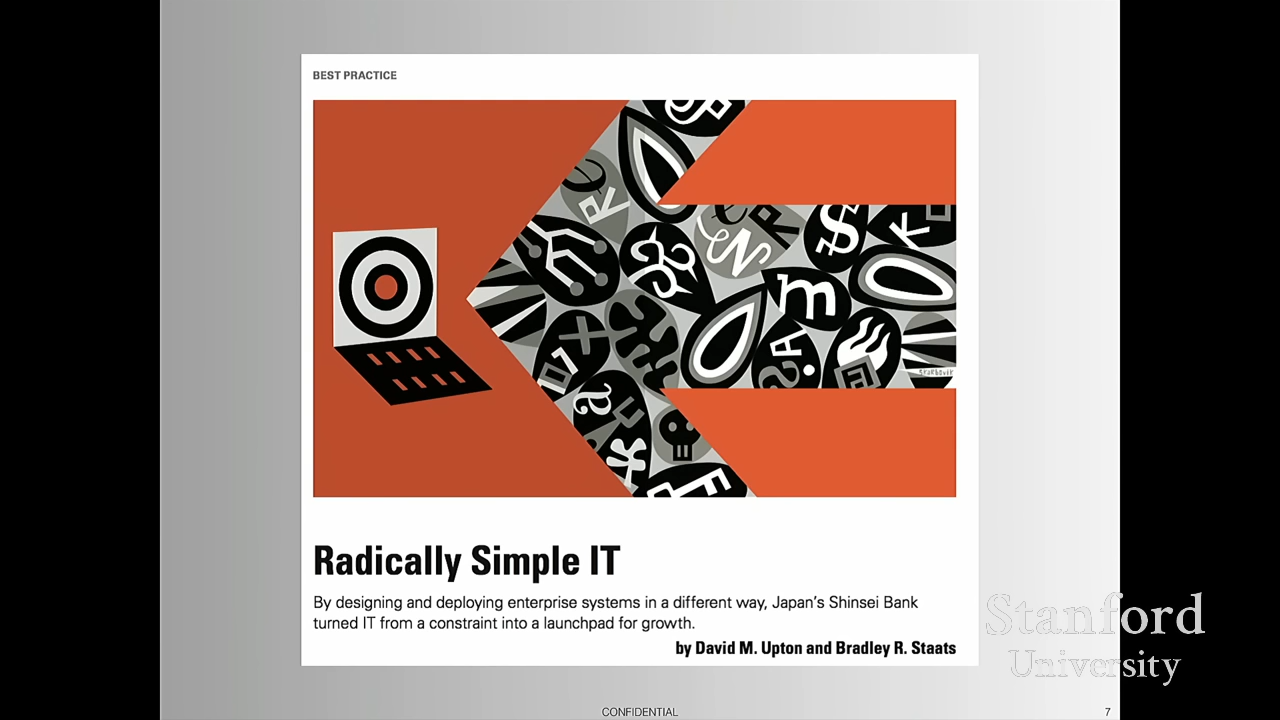 BEST PRACTICE
Radically Simple IT
By designing and deploying enterprise systems in a different way, Japan's Shinsei Bank
turned IT from a constraint into a launchpad for growth.
by David M. Upton and Bradley R. Staats
Stanford
University
CONFIDENTIAL
7